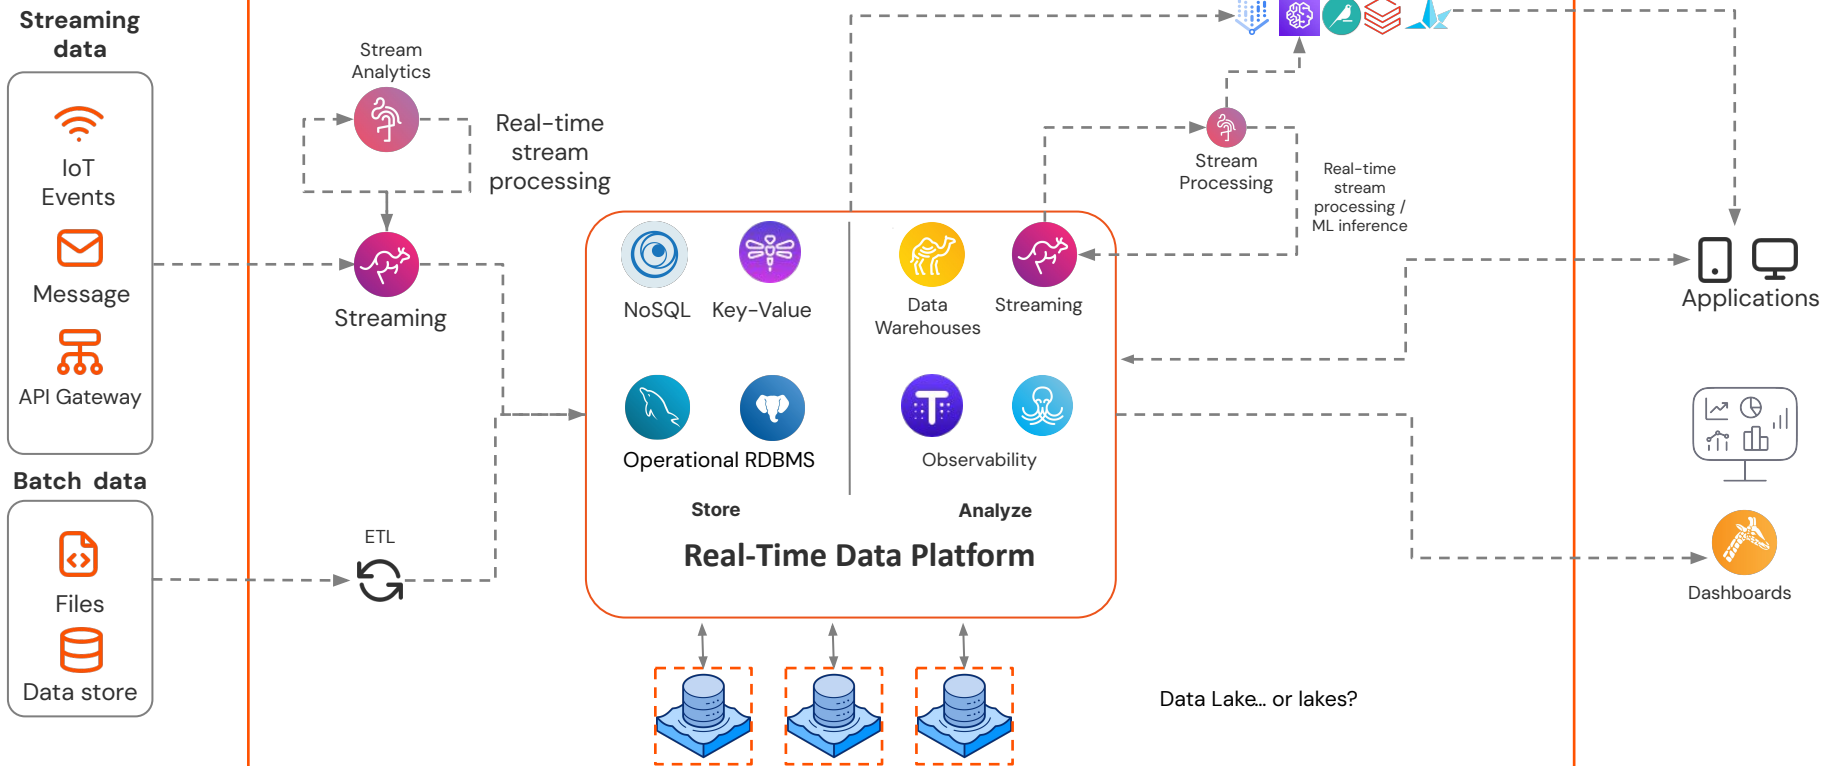 Streaming
data
IoT
Events
Message
API Gateway
Batch data
Files
Data store
Stream
Analytics
Real-time
stream
processing
Streaming
ETL
NoSQL
Key-Value
Operational RDBMS
Store
Data
Warehouses
Streaming
T
Observability
Analyze
Real-Time Data Platform
Stream
Processing
Real-time
stream
processing /
ML inference
Applications
Dashboards
Data Lake... or lakes?